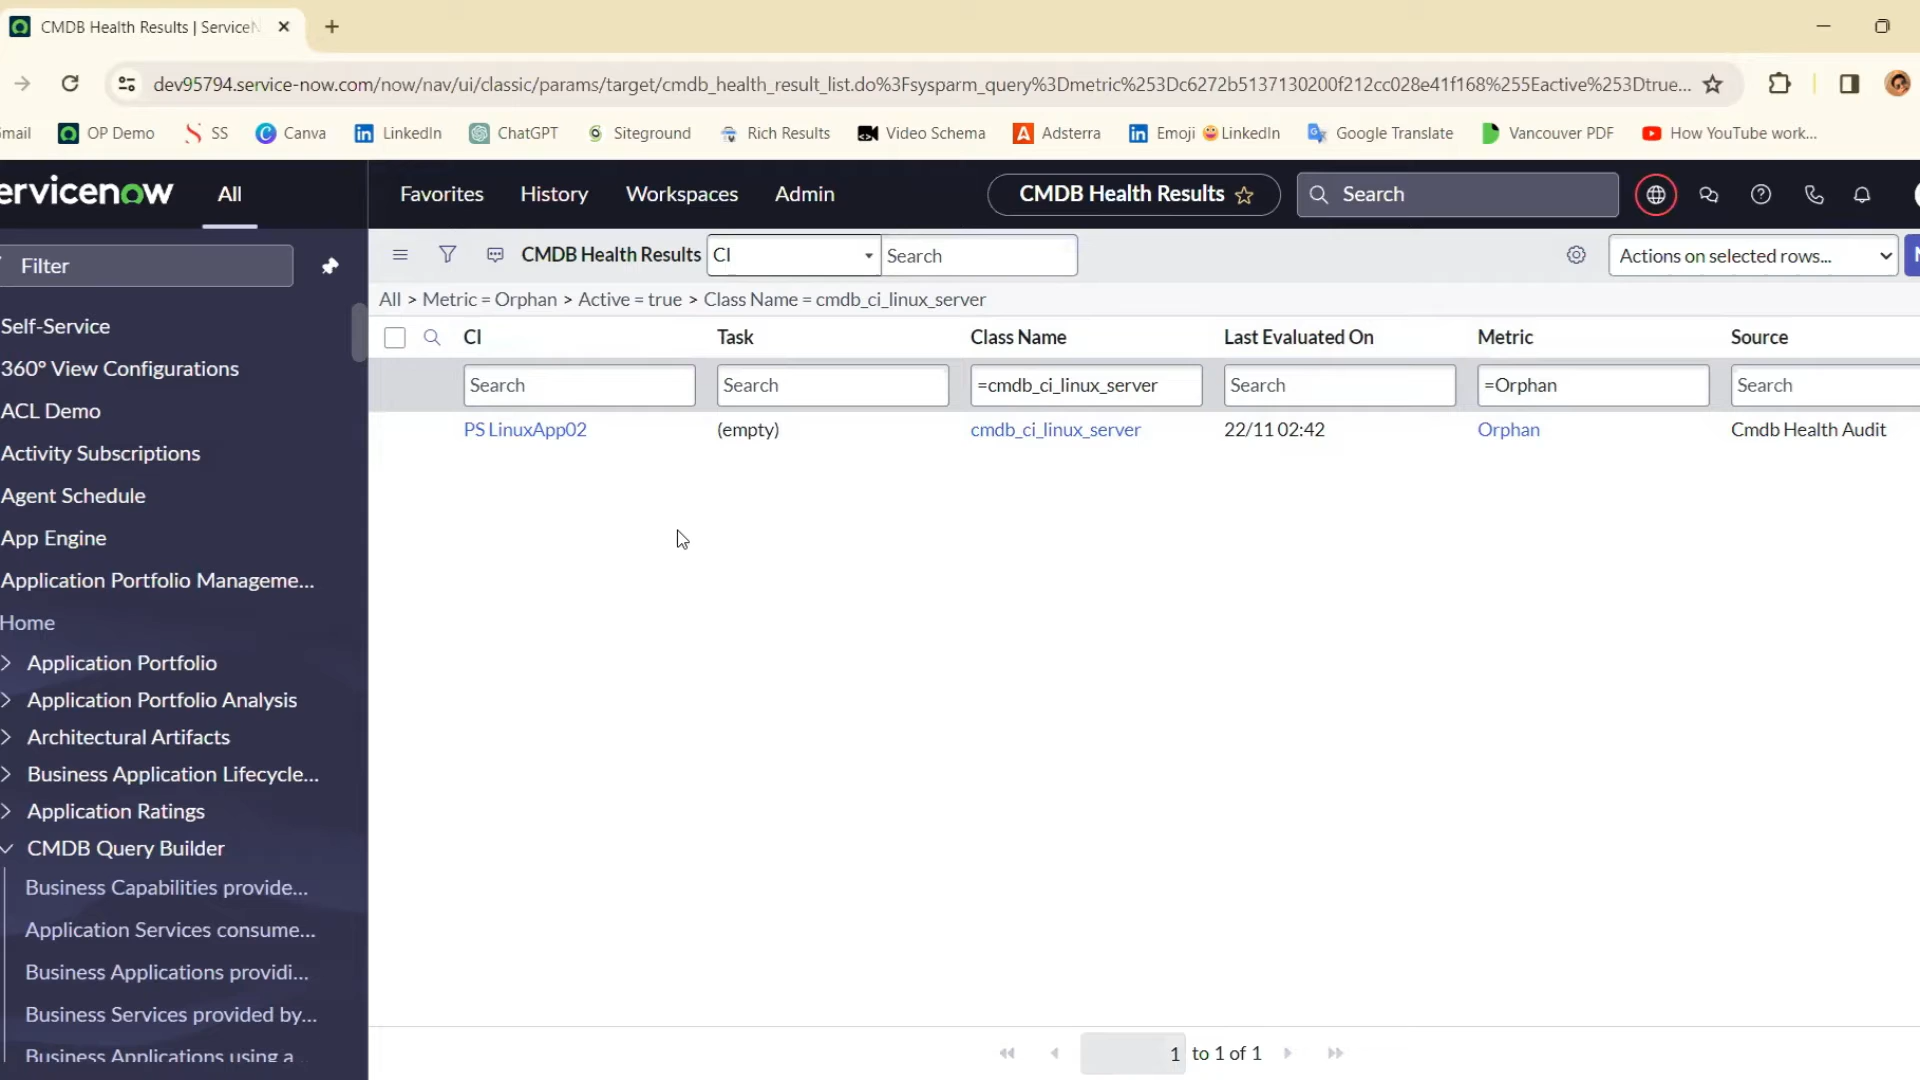 CMDB Health Results | Service
dev95794.service-now.com/now/nav/ui/classic/params/target/cmdb_health_result_list.do%3Fsysparm_query%3Dmetric%253Dc6272b5137130200f212cc028e41f168%255Eactive%253Dtrue...
mail OP Demo SS Canva LinkedIn ChatGPT Siteground Rich Results Video Schema Adsterra Emoji 😀 LinkedIn Google Translate Vancouver PDF How YouTube work...
servicenow All Favorites History Workspaces Admin CMDB Health Results Search
Filter
CMDB Health Results CI Search Actions on selected rows...
All > Metric = Orphan > Active = true > Class Name = cmdb_ci_linux_server
CI Task Class Name Last Evaluated On Metric Source
Search Search =cmdb_ci_linux_server Search =Orphan Search
PS LinuxApp02 (empty) cmdb_ci_linux_server 22/11 02:42 Orphan Cmdb Health Audit
Self-Service
360° View Configurations
ACL Demo
Activity Subscriptions
Agent Schedule
App Engine
Application Portfolio Manageme...
Home
Application Portfolio
Application Portfolio Analysis
Architectural Artifacts
Business Application Lifecycle...
Application Ratings
CMDB Query Builder
Business Capabilities provide...
Application Services consume...
Business Applications providi...
Business Services provided by...
Business Applications using a
1 to 1 of 1